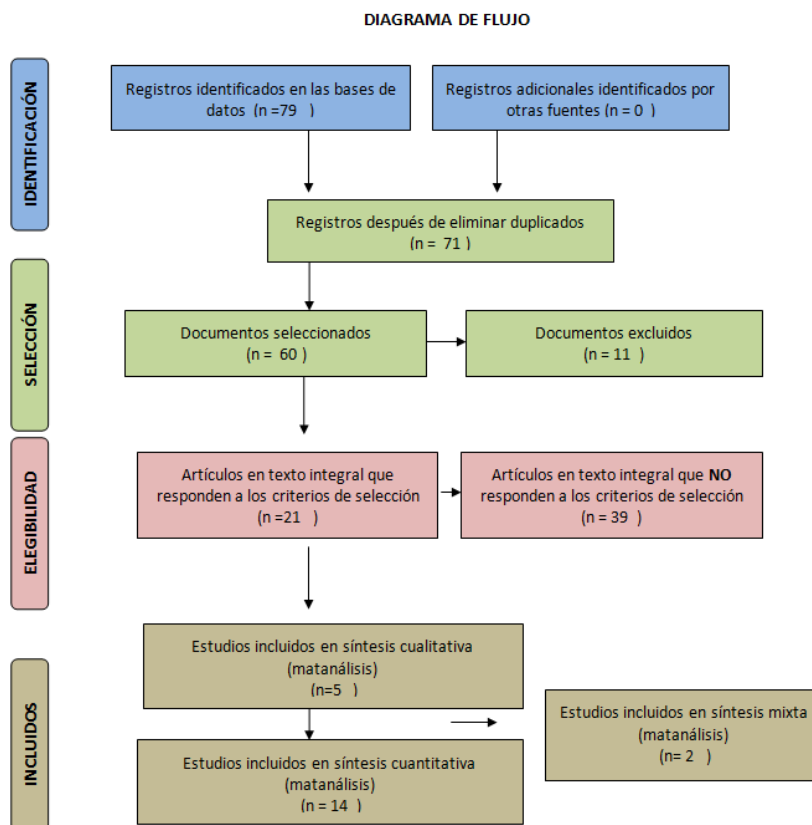 DIAGRAMA DE FLUJO
IDENTIFICACIÓN
Registros identificados en las bases de
datos (n =79 )
Registros adicionales identificados por
otras fuentes (n = 0 )
Registros después de eliminar duplicados
(n = 71 )
SELECCIÓN
Documentos seleccionados
(n = 60 )
Documentos excluidos
(n = 11 )
ELEGIBILIDAD
Artículos en texto integral que
responden a los criterios de selección
(n =21 )
Artículos en texto integral que NO
responden a los criterios de selección
(n = 39 )
INCLUIDOS
Estudios incluidos en síntesis cualitativa
(matanálisis)
(n=5 )
Estudios incluidos en síntesis mixta
(matanálisis)
(n= 2 )
Estudios incluidos en síntesis cuantitativa
(matanálisis)
(n = 14 )